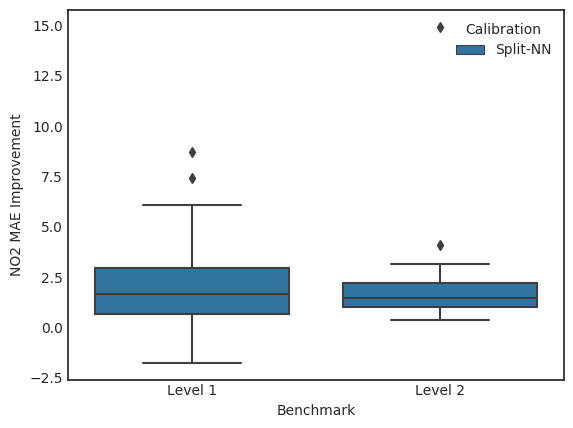 15.0
12.5
10.0
7.5
5.0
2.5
0.0
−2.5
NO2 MAE Improvement
Calibration
Split-NN
Level 1
Level 2
Benchmark